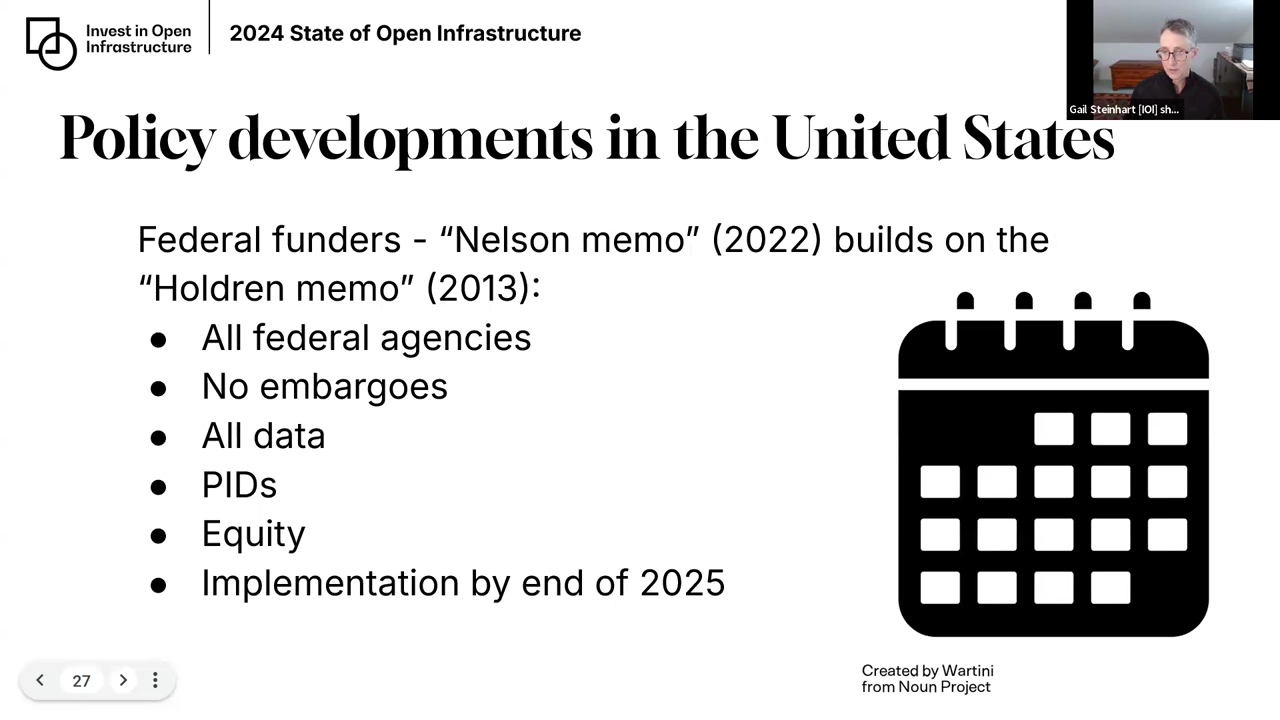 Invest in Open
Infrastructure
2024 State of Open Infrastructure
Gail Steinhart [IOI] sh...
Policy developments in the United States
Federal funders - “Nelson memo” (2022) builds on the
“Holdren memo” (2013):
● All federal agencies
● No embargoes
● All data
● PIDs
● Equity
● Implementation by end of 2025
27
Created by Wartini
from Noun Project